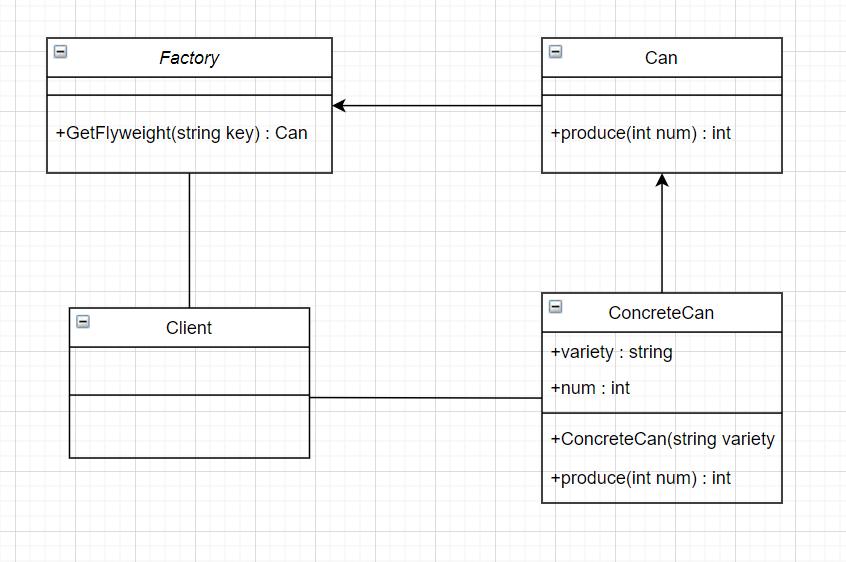 Factory
+GetFlyweight(string key) : Can
Can
+produce(int num) : int
Client
ConcreteCan
+variety : string
+num : int
+ConcreteCan(string variety
+produce(int num) : int